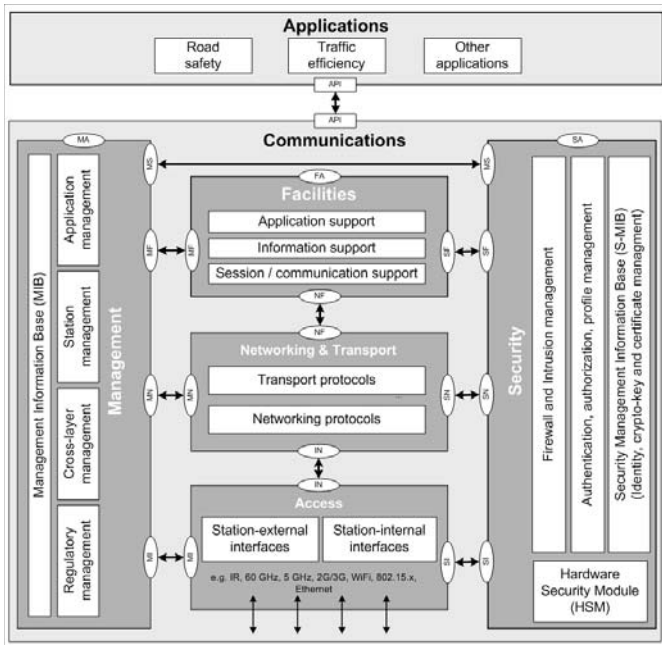 Applications
Road
safety
Traffic
efficiency
Other
applications
API
API
Communications
MA
Management Information Base (MIB)
Application
management
Station
management
Cross-layer
management
Regulatory
management
Management
MS
MF
MN
MI
FA
Facilities
Application support
Information support
Session / communication support
MF
SF
NF
NF
Networking & Transport
Transport protocols
Networking protocols
MN
SN
IN
IN
Access
Station-external
interfaces
Station-internal
interfaces
e.g. IR, 60 GHz, 5 GHz, 2G/3G, WiFi, 802.15.x,
Ethernet
MI
SI
SA
MS
SF
SN
SI
Security
Firewall and Intrusion management
Authentication, authorization, profile management
Security Management Information Base (S-MIB)
(Identity, crypto-key and certificate managment)
Hardware
Security Module
(HSM)